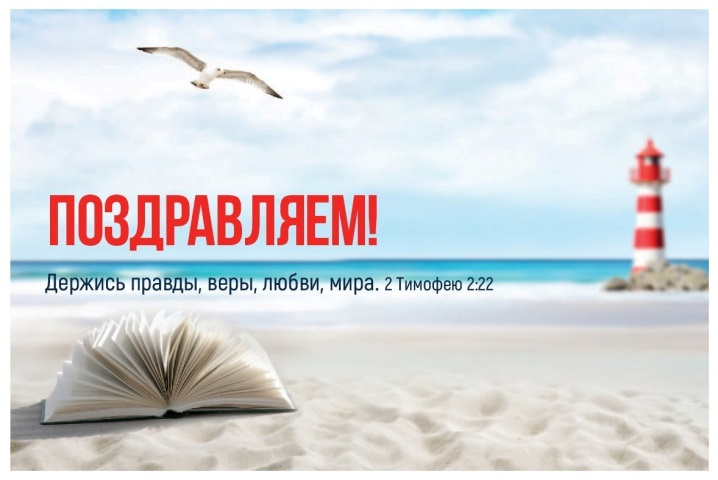 ПОЗДРАВЛЯЕМ!
Держись правды, веры, любви, мира. 2 Тимофею 2:22